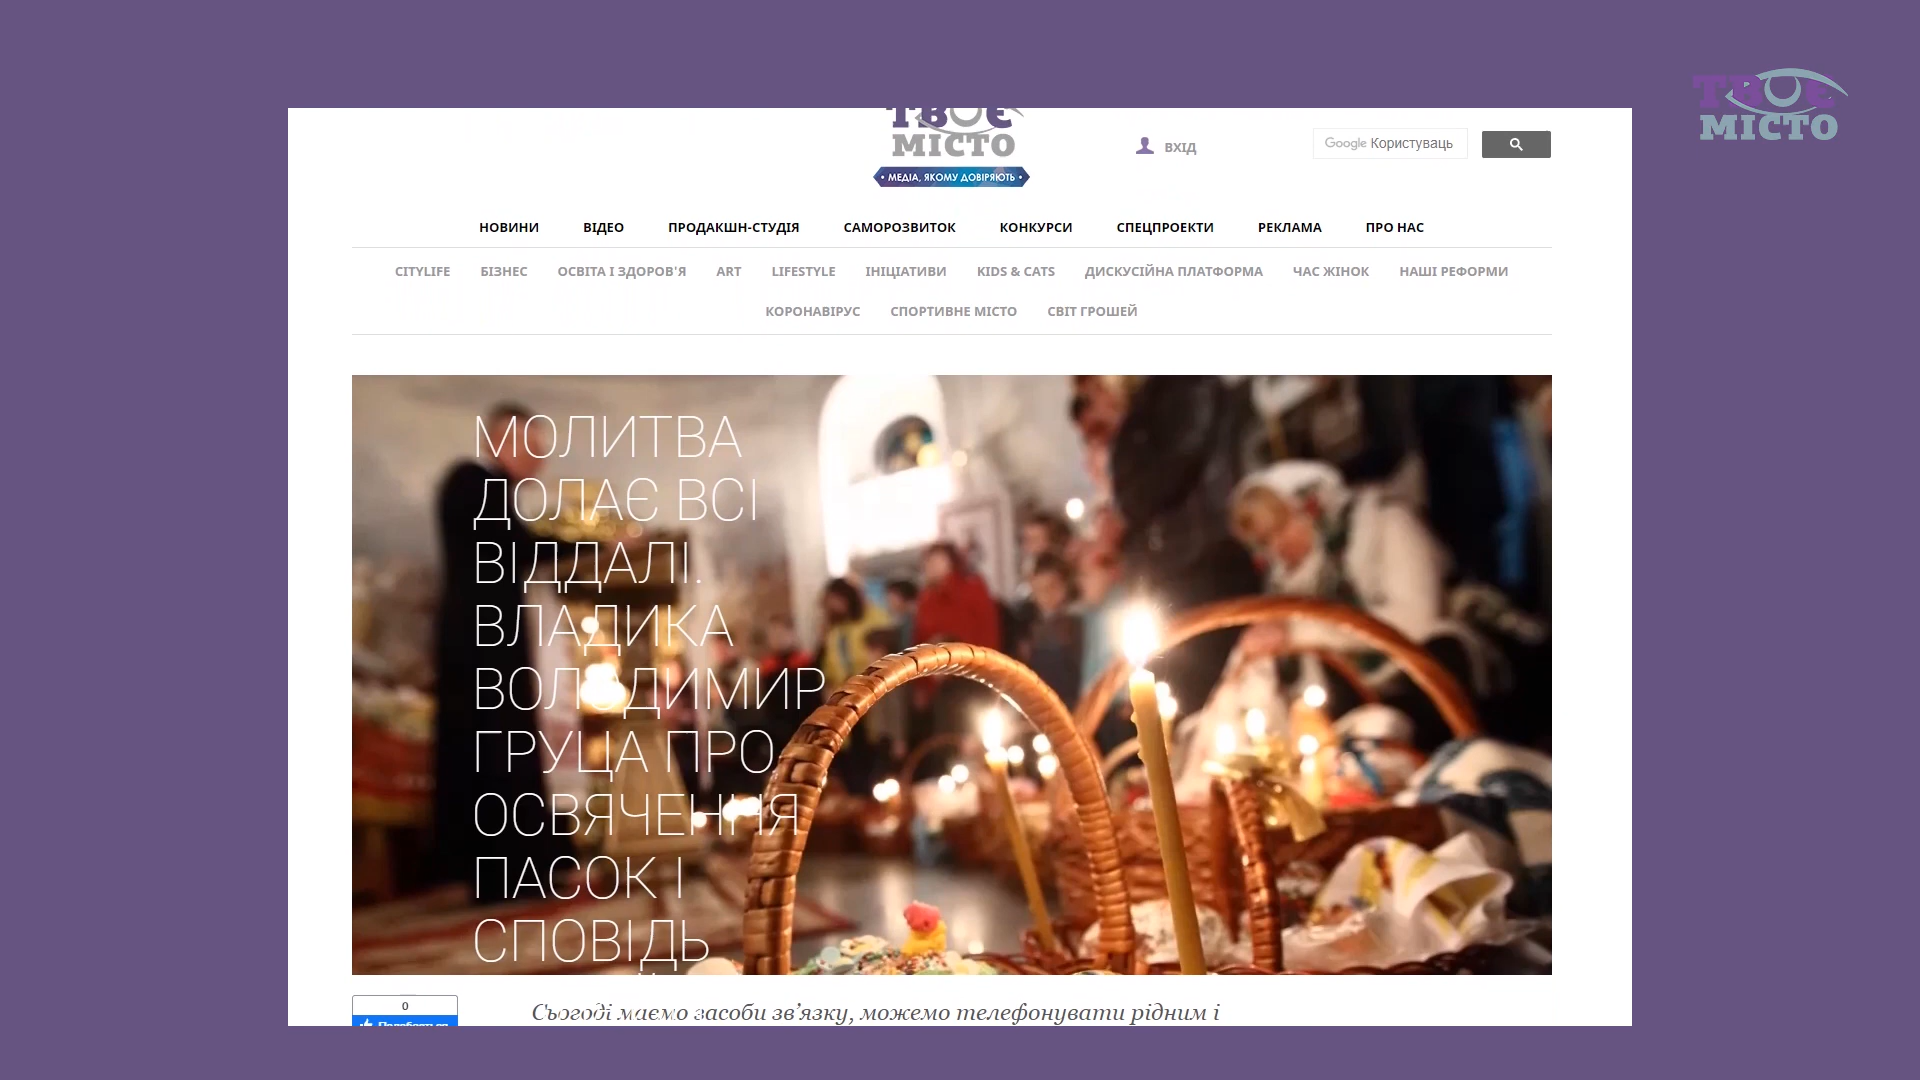 ТВОЄ
МІСТО
ТВОЄ
МІСТО
• МЕДІА, ЯКОМУ ДОВІРЯЮТЬ •
ВХІД
Google Користуваць
НОВИНИ ВІДЕО ПРОДАКШН-СТУДІЯ САМОРОЗВИТОК КОНКУРСИ СПЕЦПРОЕКТИ РЕКЛАМА ПРО НАС
CITYLIFE БІЗНЕС ОСВІТА І ЗДОРОВ'Я ART LIFESTYLE ІНІЦІАТИВИ KIDS & CATS ДИСКУСІЙНА ПЛАТФОРМА ЧАС ЖІНОК НАШІ РЕФОРМИ
КОРОНАВІРУС СПОРТИВНЕ МІСТО СВІТ ГРОШЕЙ
МОЛИТВА
ДОЛАЄ ВСІ
ВІДДАЛІ.
ВЛАДИКА
ВОЛОДИМИР
ГРУЦА ПРО
ОСВЯЧЕННЯ
ПАСОК І
СПОВІДЬ
0
Подобається
Сьогодні маємо засоби зв’язку, можемо телефонувати рідним і